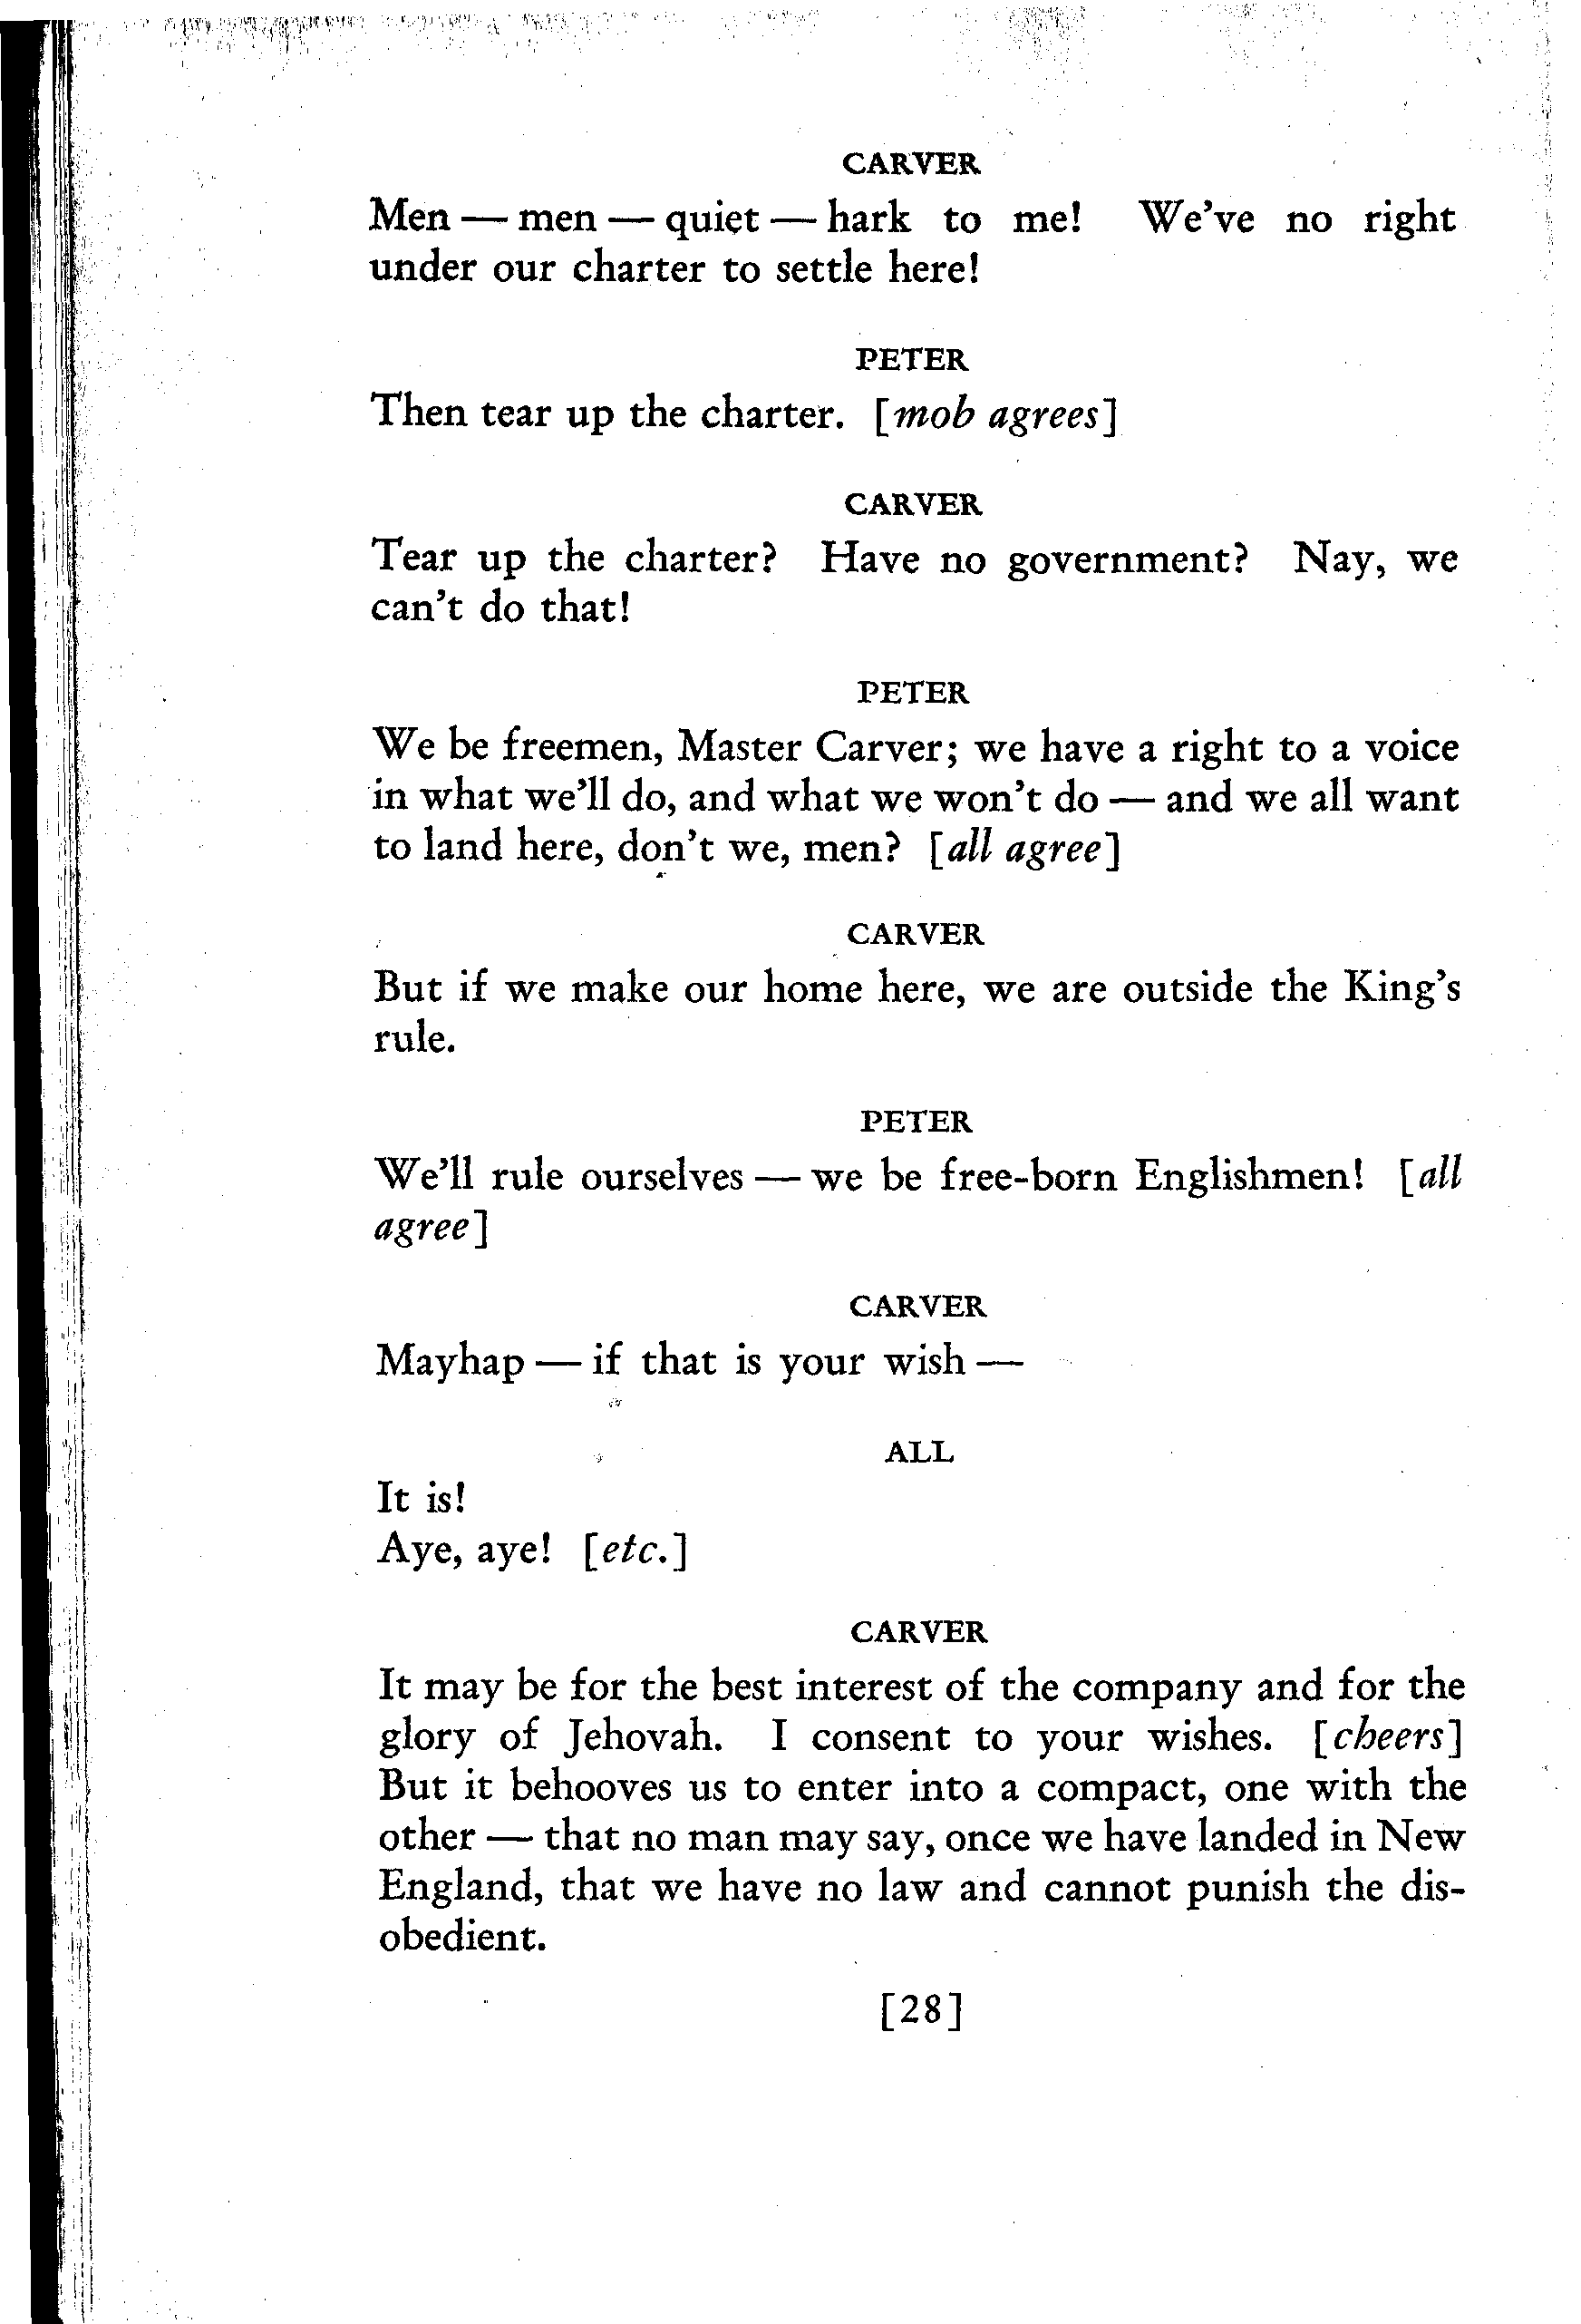 CARVER
Men — men — quiet — hark to me! We've no right
under our charter to settle here!
PETER
Then tear up the charter. [mob agrees]
CARVER
Tear up the charter? Have no government? Nay, we
can't do that!
PETER
We be freemen, Master Carver; we have a right to a voice
in what we'll do, and what we won't do — and we all want
to land here, don't we, men? [all agree]
CARVER
But if we make our home here, we are outside the King's
rule.
PETER
We'll rule ourselves — we be free-born Englishmen! [all
agree]
CARVER
Mayhap — if that is your wish —
ALL
It is!
Aye, aye! [etc.]
CARVER
It may be for the best interest of the company and for the
glory of Jehovah. I consent to your wishes. [cheers]
But it behooves us to enter into a compact, one with the
other — that no man may say, once we have landed in New
England, that we have no law and cannot punish the dis-
obedient.
[28]